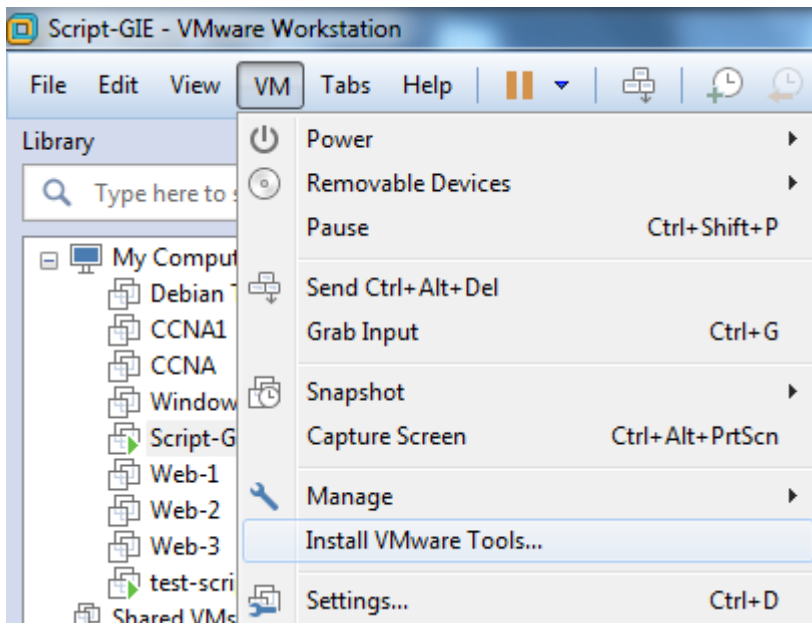 Script-GIE - VMware Workstation
File Edit View VM Tabs Help
Library
Type here to
My Comput
Debian
CCNA1
CCNA
Window
Script-G
Web-1
Web-2
Web-3
test-scri
Shared VMs
Power
Removable Devices
Pause Ctrl+Shift+P
Send Ctrl+Alt+Del
Grab Input Ctrl+G
Snapshot
Capture Screen Ctrl+Alt+PrtScn
Manage
Install VMware Tools...
Settings... Ctrl+D